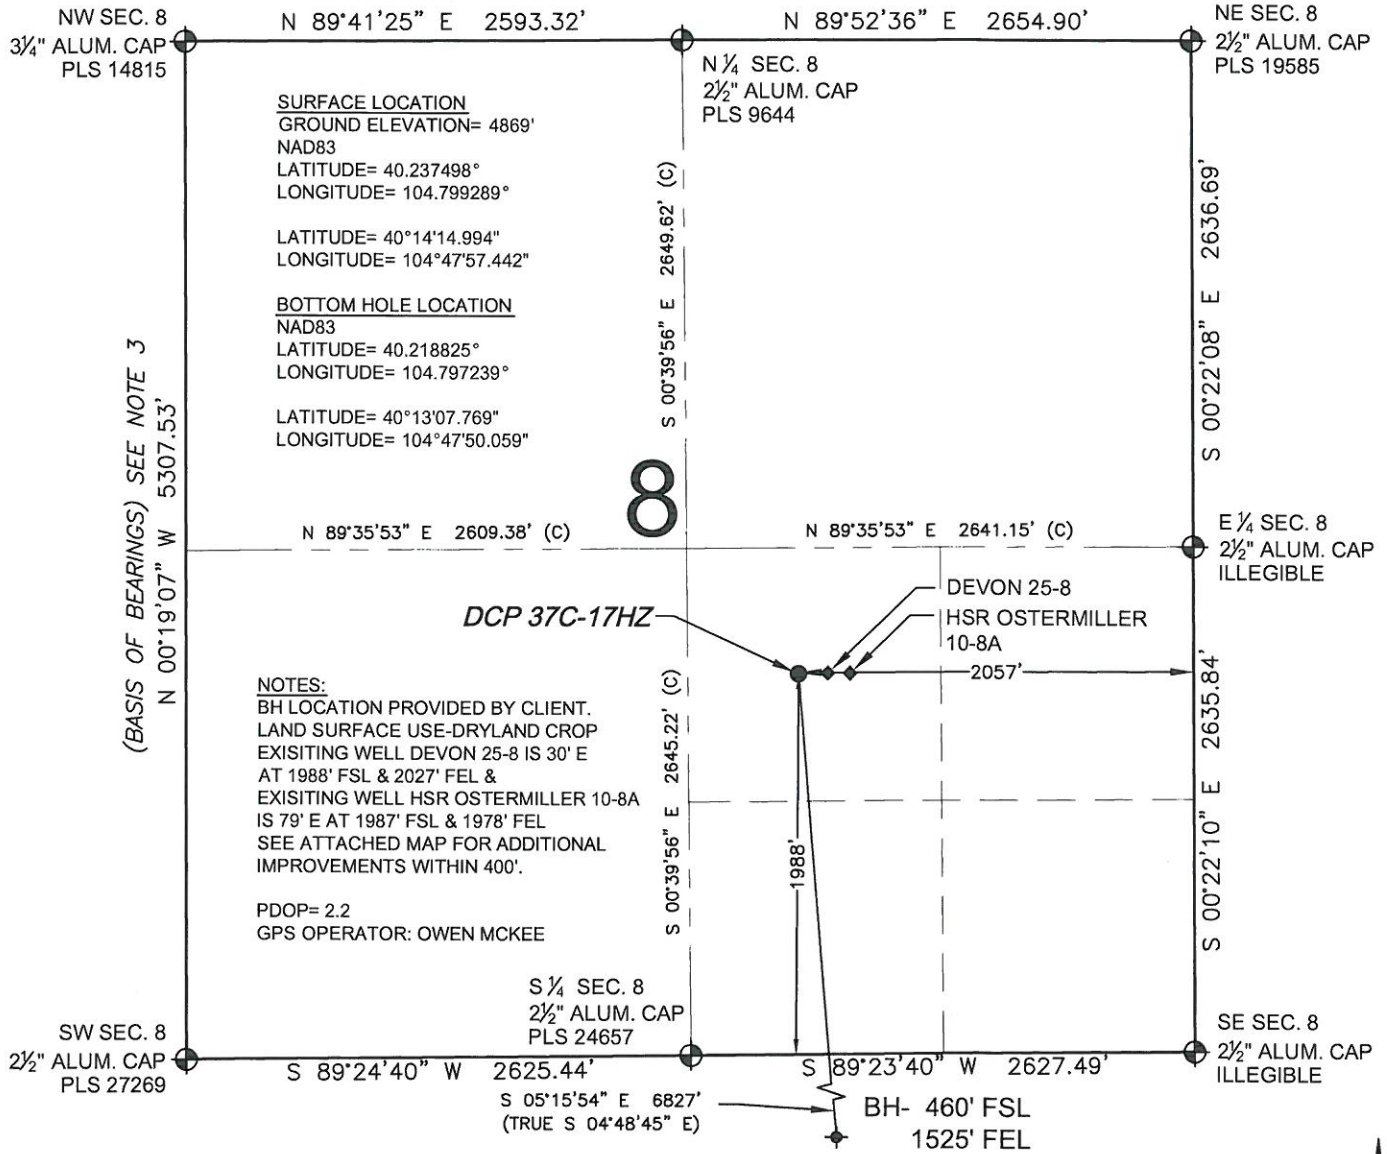 NW SEC. 8
3¼" ALUM. CAP
PLS 14815
N 89°41'25" E 2593.32'
N 89°52'36" E 2654.90'
NE SEC. 8
2½" ALUM. CAP
PLS 19585
N ¼ SEC. 8
2½" ALUM. CAP
PLS 9644
SURFACE LOCATION
GROUND ELEVATION= 4869'
NAD83
LATITUDE= 40.237498°
LONGITUDE= 104.799289°
LATITUDE= 40°14'14.994"
LONGITUDE= 104°47'57.442"
BOTTOM HOLE LOCATION
NAD83
LATITUDE= 40.218825°
LONGITUDE= 104.797239°
LATITUDE= 40°13'07.769"
LONGITUDE= 104°47'50.059"
S 00°39'56" E 2649.62' (C)
S 00°22'08" E 2636.69'
(BASIS OF BEARINGS) SEE NOTE 3
N 00°19'07" W 5307.53'
8
N 89°35'53" E 2609.38' (C)
N 89°35'53" E 2641.15' (C)
E ¼ SEC. 8
2½" ALUM. CAP
ILLEGIBLE
DEVON 25-8
HSR OSTERMILLER
10-8A
DCP 37C-17HZ
2057'
NOTES:
BH LOCATION PROVIDED BY CLIENT.
LAND SURFACE USE-DRYLAND CROP
EXISITING WELL DEVON 25-8 IS 30' E
AT 1988' FSL & 2027' FEL &
EXISITING WELL HSR OSTERMILLER 10-8A
IS 79' E AT 1987' FSL & 1978' FEL
SEE ATTACHED MAP FOR ADDITIONAL
IMPROVEMENTS WITHIN 400'.
PDOP= 2.2
GPS OPERATOR: OWEN MCKEE
S 00°39'56" E 2645.22' (C)
1988'
S 00°22'10" E 2635.84'
S ¼ SEC. 8
2½" ALUM. CAP
PLS 24657
SW SEC. 8
2½" ALUM. CAP
PLS 27269
S 89°24'40" W 2625.44'
S 89°23'40" W 2627.49'
SE SEC. 8
2½" ALUM. CAP
ILLEGIBLE
S 05°15'54" E 6827'
(TRUE S 04°48'45" E)
BH- 460' FSL
1525' FEL